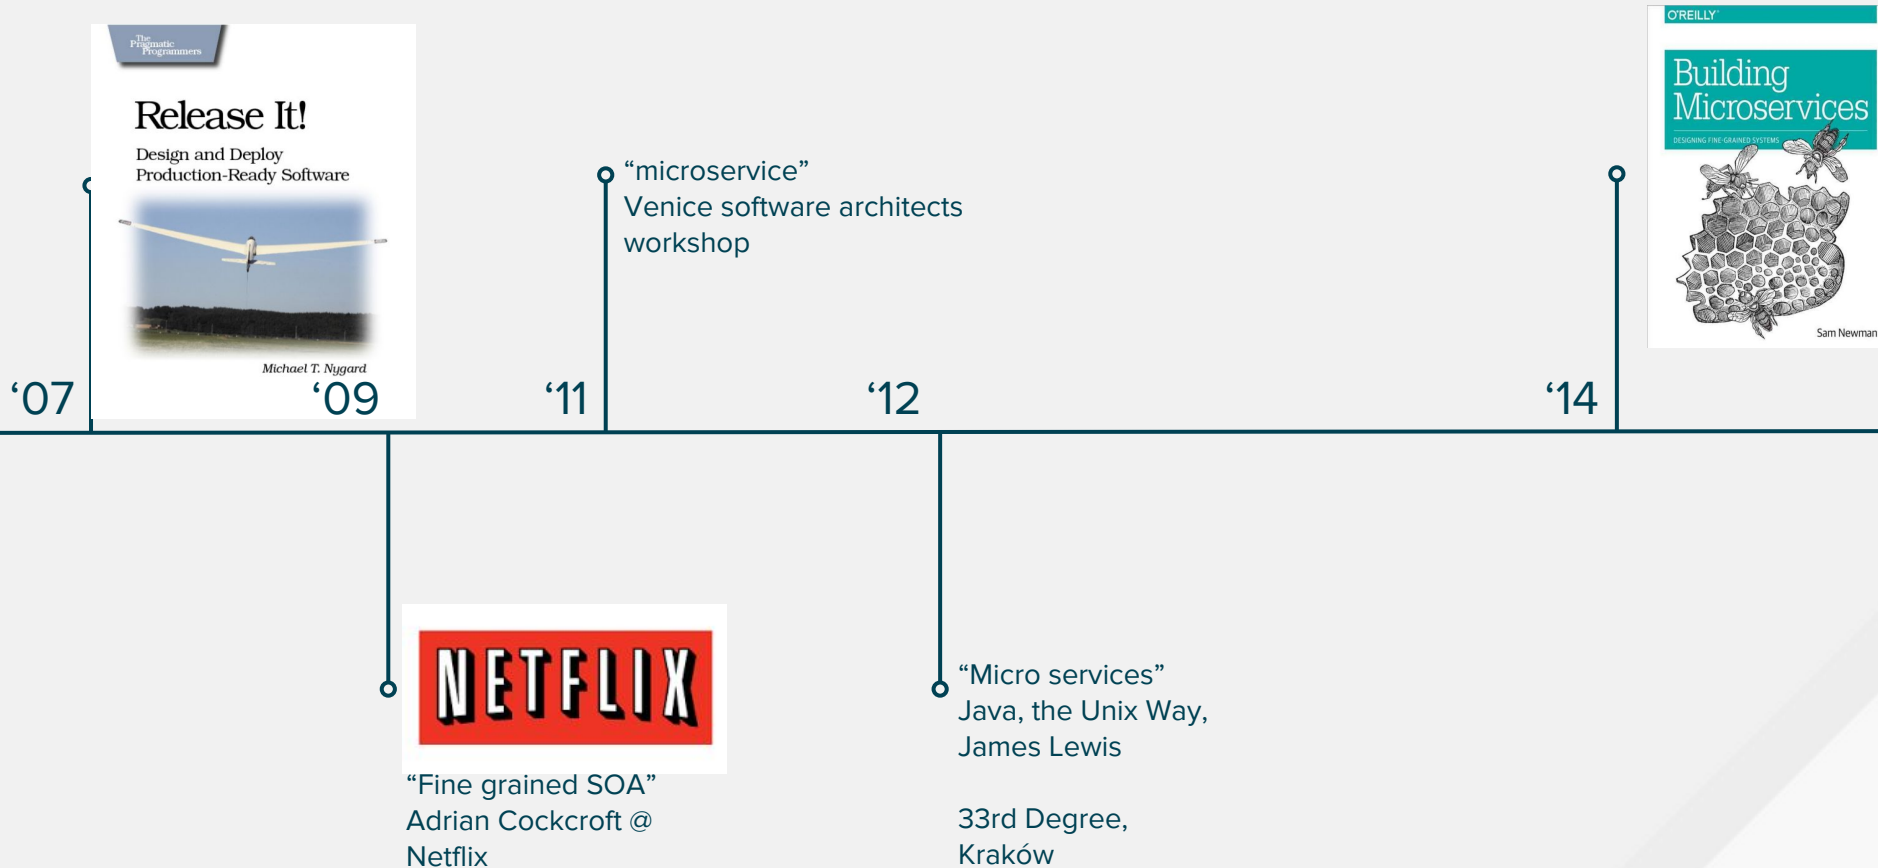 The
Pragmatic
Programmers
Release It!
Design and Deploy
Production-Ready Software
Michael T. Nygard
‘07
‘09
“Fine grained SOA”
Adrian Cockcroft @
Netflix
NETFLIX
‘11
“microservice”
Venice software architects
workshop
‘12
“Micro services”
Java, the Unix Way,
James Lewis
33rd Degree,
Kraków
‘14
O'REILLY®
Building
Microservices
DESIGNING FINE-GRAINED SYSTEMS
Sam Newman